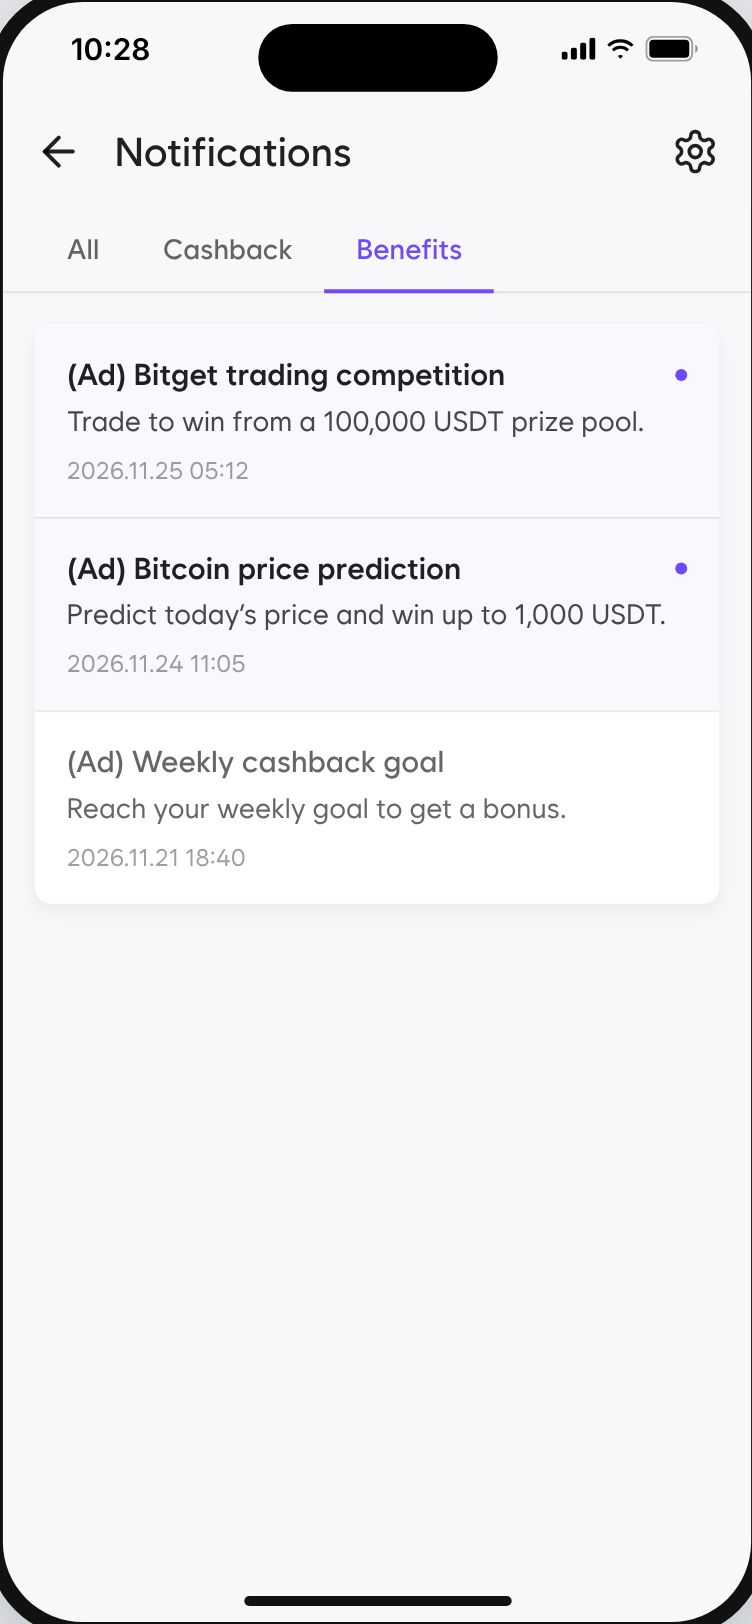 10:28
Notifications
All Cashback Benefits
(Ad) Bitget trading competition
Trade to win from a 100,000 USDT prize pool.
2026.11.25 05:12
(Ad) Bitcoin price prediction
Predict today’s price and win up to 1,000 USDT.
2026.11.24 11:05
(Ad) Weekly cashback goal
Reach your weekly goal to get a bonus.
2026.11.21 18:40